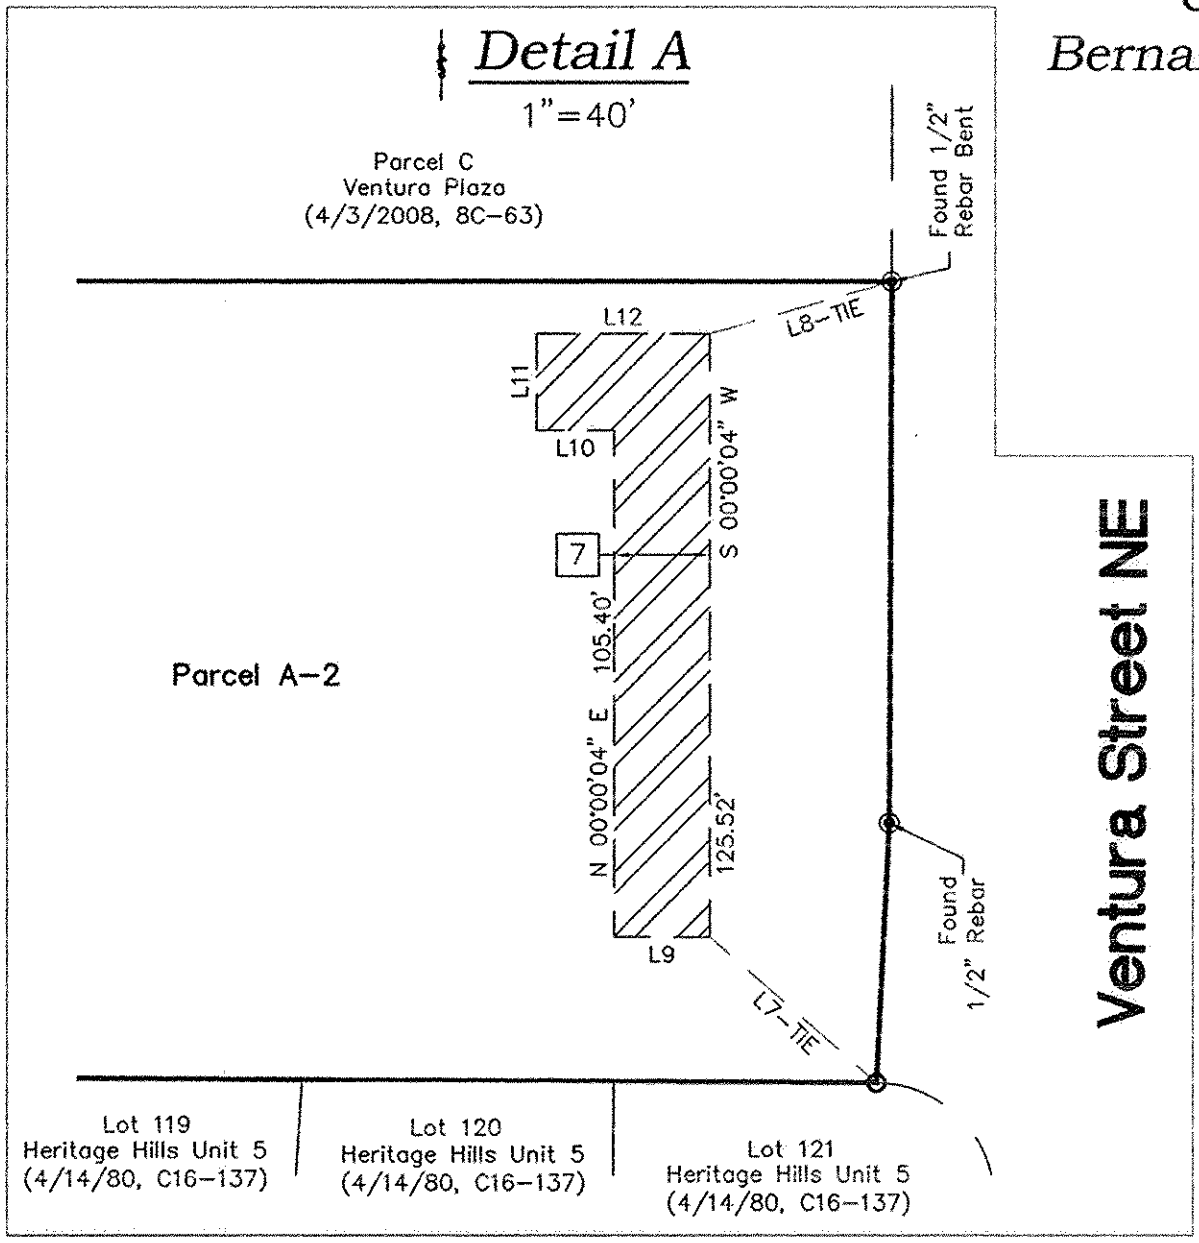 Detail A
1"=40'
Parcel C
Ventura Plaza
(4/3/2008, 8C-63)
Found 1/2"
Rebar Bent
L8-TIE
L12
L11
L10
S 00°00'04" W
125.52'
7
N 00°00'04" E 105.40'
Parcel A-2
L9
L7-TIE
Found
1/2" Rebar
Ventura Street NE
Lot 119
Heritage Hills Unit 5
(4/14/80, C16-137)
Lot 120
Heritage Hills Unit 5
(4/14/80, C16-137)
Lot 121
Heritage Hills Unit 5
(4/14/80, C16-137)